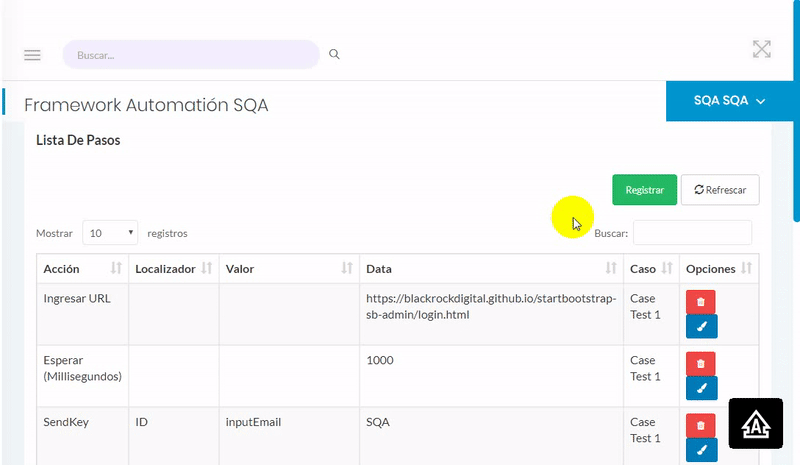 Buscar...
Framework Automatión SQA
SQA SQA
Lista De Pasos
Registrar
Refrescar
Mostrar 10 registros
Buscar:
Acción Localizador Valor Data Caso Opciones
Ingresar URL https://blackrockdigital.github.io/startbootstrap- Case
sb-admin/login.html Test 1
Esperar 1000 Case
(Millisegundos) Test 1
SendKey ID inputEmail SQA Case
Test 1
A